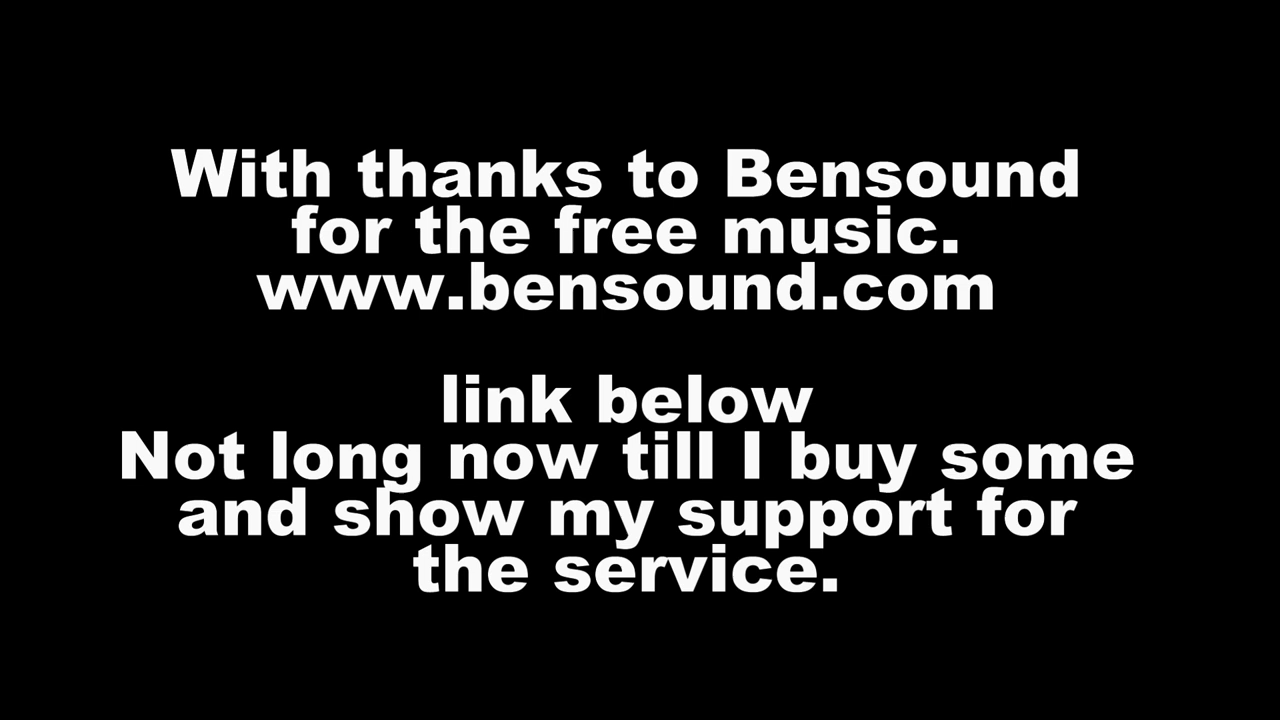 With thanks to Bensound
for the free music.
www.bensound.com
link below
Not long now till I buy some
and show my support for
the service.